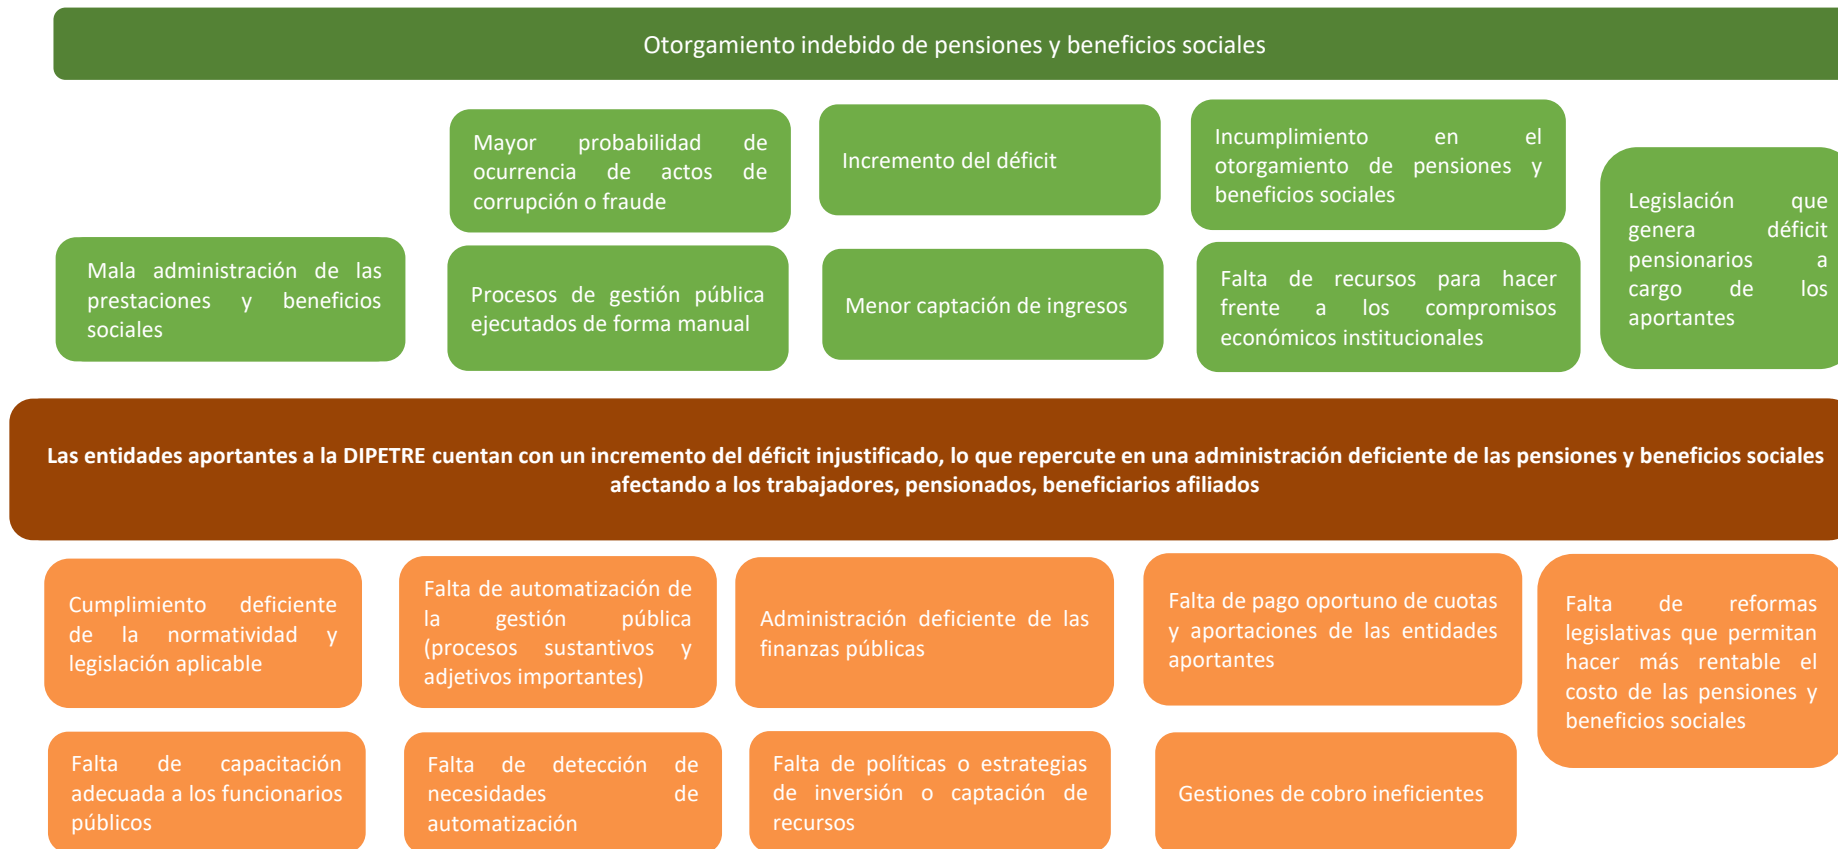 Otorgamiento indebido de pensiones y beneficios sociales
Mayor probabilidad de
ocurrencia de actos de
corrupción o fraude
Incremento del déficit
Incumplimiento en el
otorgamiento de pensiones y
beneficios sociales
Legislación que
genera déficit
pensionarios a
cargo de los
aportantes
Mala administración de las
prestaciones y beneficios
sociales
Procesos de gestión pública
ejecutados de forma manual
Menor captación de ingresos
Falta de recursos para hacer
frente a los compromisos
económicos institucionales
Las entidades aportantes a la DIPETRE cuentan con un incremento del déficit injustificado, lo que repercute en una administración deficiente de las pensiones y beneficios sociales
afectando a los trabajadores, pensionados, beneficiarios afiliados
Cumplimiento deficiente
de la normatividad y
legislación aplicable
Falta de automatización de
la gestión pública
(procesos sustantivos y
adjetivos importantes)
Administración deficiente de las
finanzas públicas
Falta de pago oportuno de cuotas
y aportaciones de las entidades
aportantes
Falta de reformas
legislativas que permitan
hacer más rentable el
costo de las pensiones y
beneficios sociales
Falta de capacitación
adecuada a los funcionarios
públicos
Falta de detección de
necesidades de
automatización
Falta de políticas o estrategias
de inversión o captación de
recursos
Gestiones de cobro ineficientes